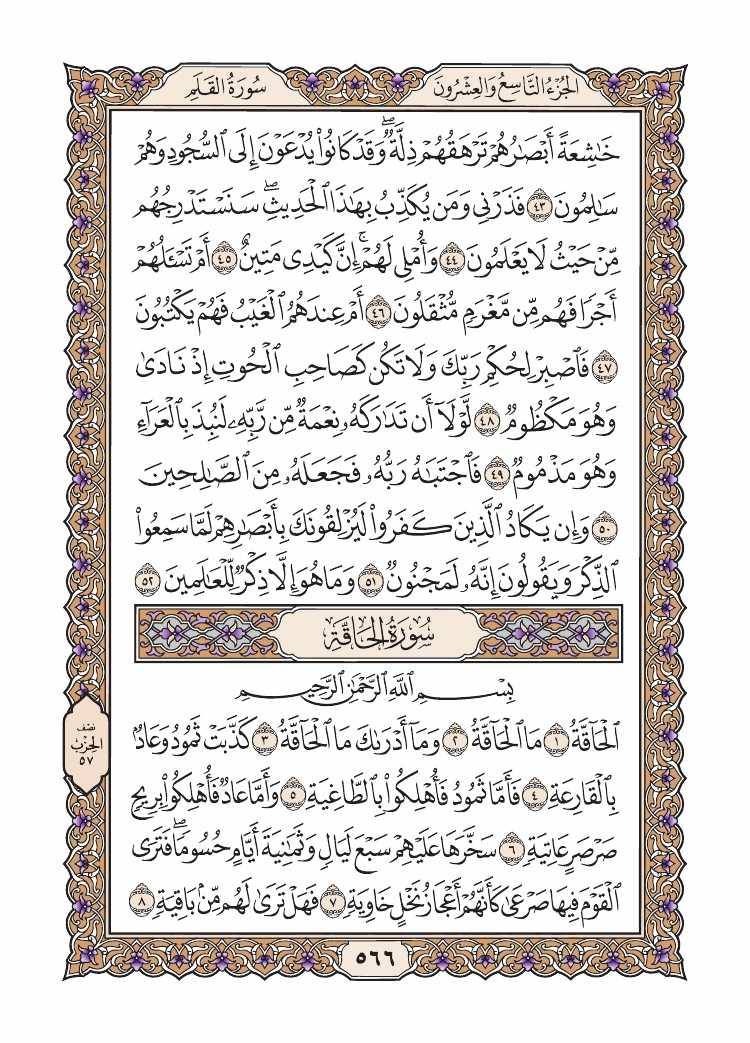 الجُزْءُ التَّاسِعُ وَالعِشْرُونَ
سُورَةُ القَلَمِ
خَٰشِعَةً أَبْصَٰرُهُمْ تَرْهَقُهُمْ ذِلَّةٌۖ وَقَدْ كَانُوا۟ يُدْعَوْنَ إِلَى ٱلسُّجُودِ وَهُمْ
سَٰلِمُونَ ٤٣ فَذَرْنِى وَمَن يُكَذِّبُ بِهَٰذَا ٱلْحَدِيثِۖ سَنَسْتَدْرِجُهُم
مِّنْ حَيْثُ لَا يَعْلَمُونَ ٤٤ وَأُمْلِى لَهُمْۚ إِنَّ كَيْدِى مَتِينٌ ٤٥ أَمْ تَسْـَٔلُهُمْ
أَجْرًا فَهُم مِّن مَّغْرَمٍ مُّثْقَلُونَ ٤٦ أَمْ عِندَهُمُ ٱلْغَيْبُ فَهُمْ يَكْتُبُونَ
٤٧ فَٱصْبِرْ لِحُكْمِ رَبِّكَ وَلَا تَكُن كَصَاحِبِ ٱلْحُوتِ إِذْ نَادَىٰ
وَهُوَ مَكْظُومٌ ٤٨ لَّوْلَآ أَن تَدَٰرَكَهُۥ نِعْمَةٌ مِّن رَّبِّهِۦ لَنُبِذَ بِٱلْعَرَآءِ
وَهُوَ مَذْمُومٌ ٤٩ فَٱجْتَبَٰهُ رَبُّهُۥ فَجَعَلَهُۥ مِنَ ٱلصَّٰلِحِينَ
٥٠ وَإِن يَكَادُ ٱلَّذِينَ كَفَرُوا۟ لَيُزْلِقُونَكَ بِأَبْصَٰرِهِمْ لَمَّا سَمِعُوا۟
ٱلذِّكْرَ وَيَقُولُونَ إِنَّهُۥ لَمَجْنُونٌ ٥١ وَمَا هُوَ إِلَّا ذِكْرٌ لِّلْعَٰلَمِينَ ٥٢
سُورَةُ الحَاقَّةِ
بِسْمِ ٱللَّهِ ٱلرَّحْمَٰنِ ٱلرَّحِيمِ
ٱلْحَآقَّةُ ١ مَا ٱلْحَآقَّةُ ٢ وَمَآ أَدْرَىٰكَ مَا ٱلْحَآقَّةُ ٣ كَذَّبَتْ ثَمُودُ وَعَادٌۢ
بِٱلْقَارِعَةِ ٤ فَأَمَّا ثَمُودُ فَأُهْلِكُوا۟ بِٱلطَّاغِيَةِ ٥ وَأَمَّا عَادٌ فَأُهْلِكُوا۟ بِرِيحٍ
صَرْصَرٍ عَاتِيَةٍ ٦ سَخَّرَهَا عَلَيْهِمْ سَبْعَ لَيَالٍ وَثَمَٰنِيَةَ أَيَّامٍ حُسُومًاۖ فَتَرَى
ٱلْقَوْمَ فِيهَا صَرْعَىٰ كَأَنَّهُمْ أَعْجَازُ نَخْلٍ خَاوِيَةٍ ٧ فَهَلْ تَرَىٰ لَهُم مِّنۢ بَاقِيَةٍ ٨
نصف
الحزب
٥٧
٥٦٦